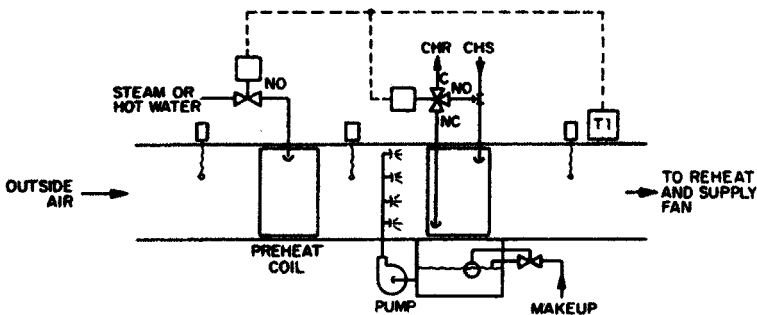 CHR CHS
C
NO
NO
STEAM OR
HOT WATER
NC
T1
OUTSIDE
AIR
TO REHEAT
AND SUPPLY
FAN
PREHEAT
COIL
PUMP
MAKEUP